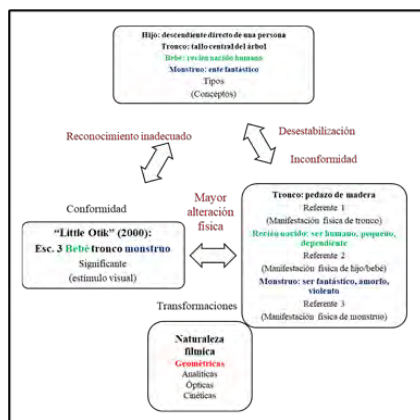 Hijo: descendiente directo de una persona
Tronco: tallo central del árbol
Bebé: recién nacido humano
Monstruo: ente fantástico
Tipos
(Conceptos)
Reconocimiento inadecuado
Desestabilización
Inconformidad
Conformidad
Mayor
alteración
física
"Little Otik" (2000):
Esc. 3 Bebé tronco monstruo
Significante
(estímulo visual)
Tronco: pedazo de madera
Referente 1
(Manifestación física de tronco)
Recién nacido: ser humano, pequeño,
dependiente
Referente 2
(Manifestación física de hijo/bebé)
Monstruo: ser fantástico, amorfo,
violento
Referente 3
(Manifestación física de monstruo)
Transformaciones
Naturaleza
fílmica
Geométricas
Analíticas
Ópticas
Cinéticas